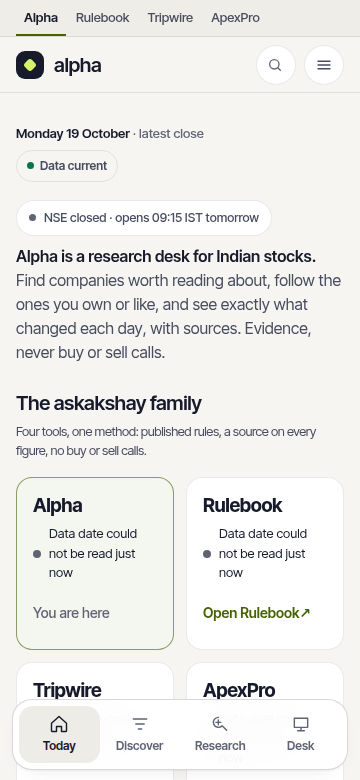 Alpha Rulebook Tripwire ApexPro
alpha
Monday 19 October · latest close
Data current
NSE closed · opens 09:15 IST tomorrow
Alpha is a research desk for Indian stocks.
Find companies worth reading about, follow the
ones you own or like, and see exactly what
changed each day, with sources. Evidence,
never buy or sell calls.
The askakshay family
Four tools, one method: published rules, a source on every
figure, no buy or sell calls.
Alpha
Data date could
not be read just
now
You are here
Rulebook
Data date could
not be read just
now
Open Rulebook↗
Tripwire
ApexPro
Today
Discover
Research
Desk